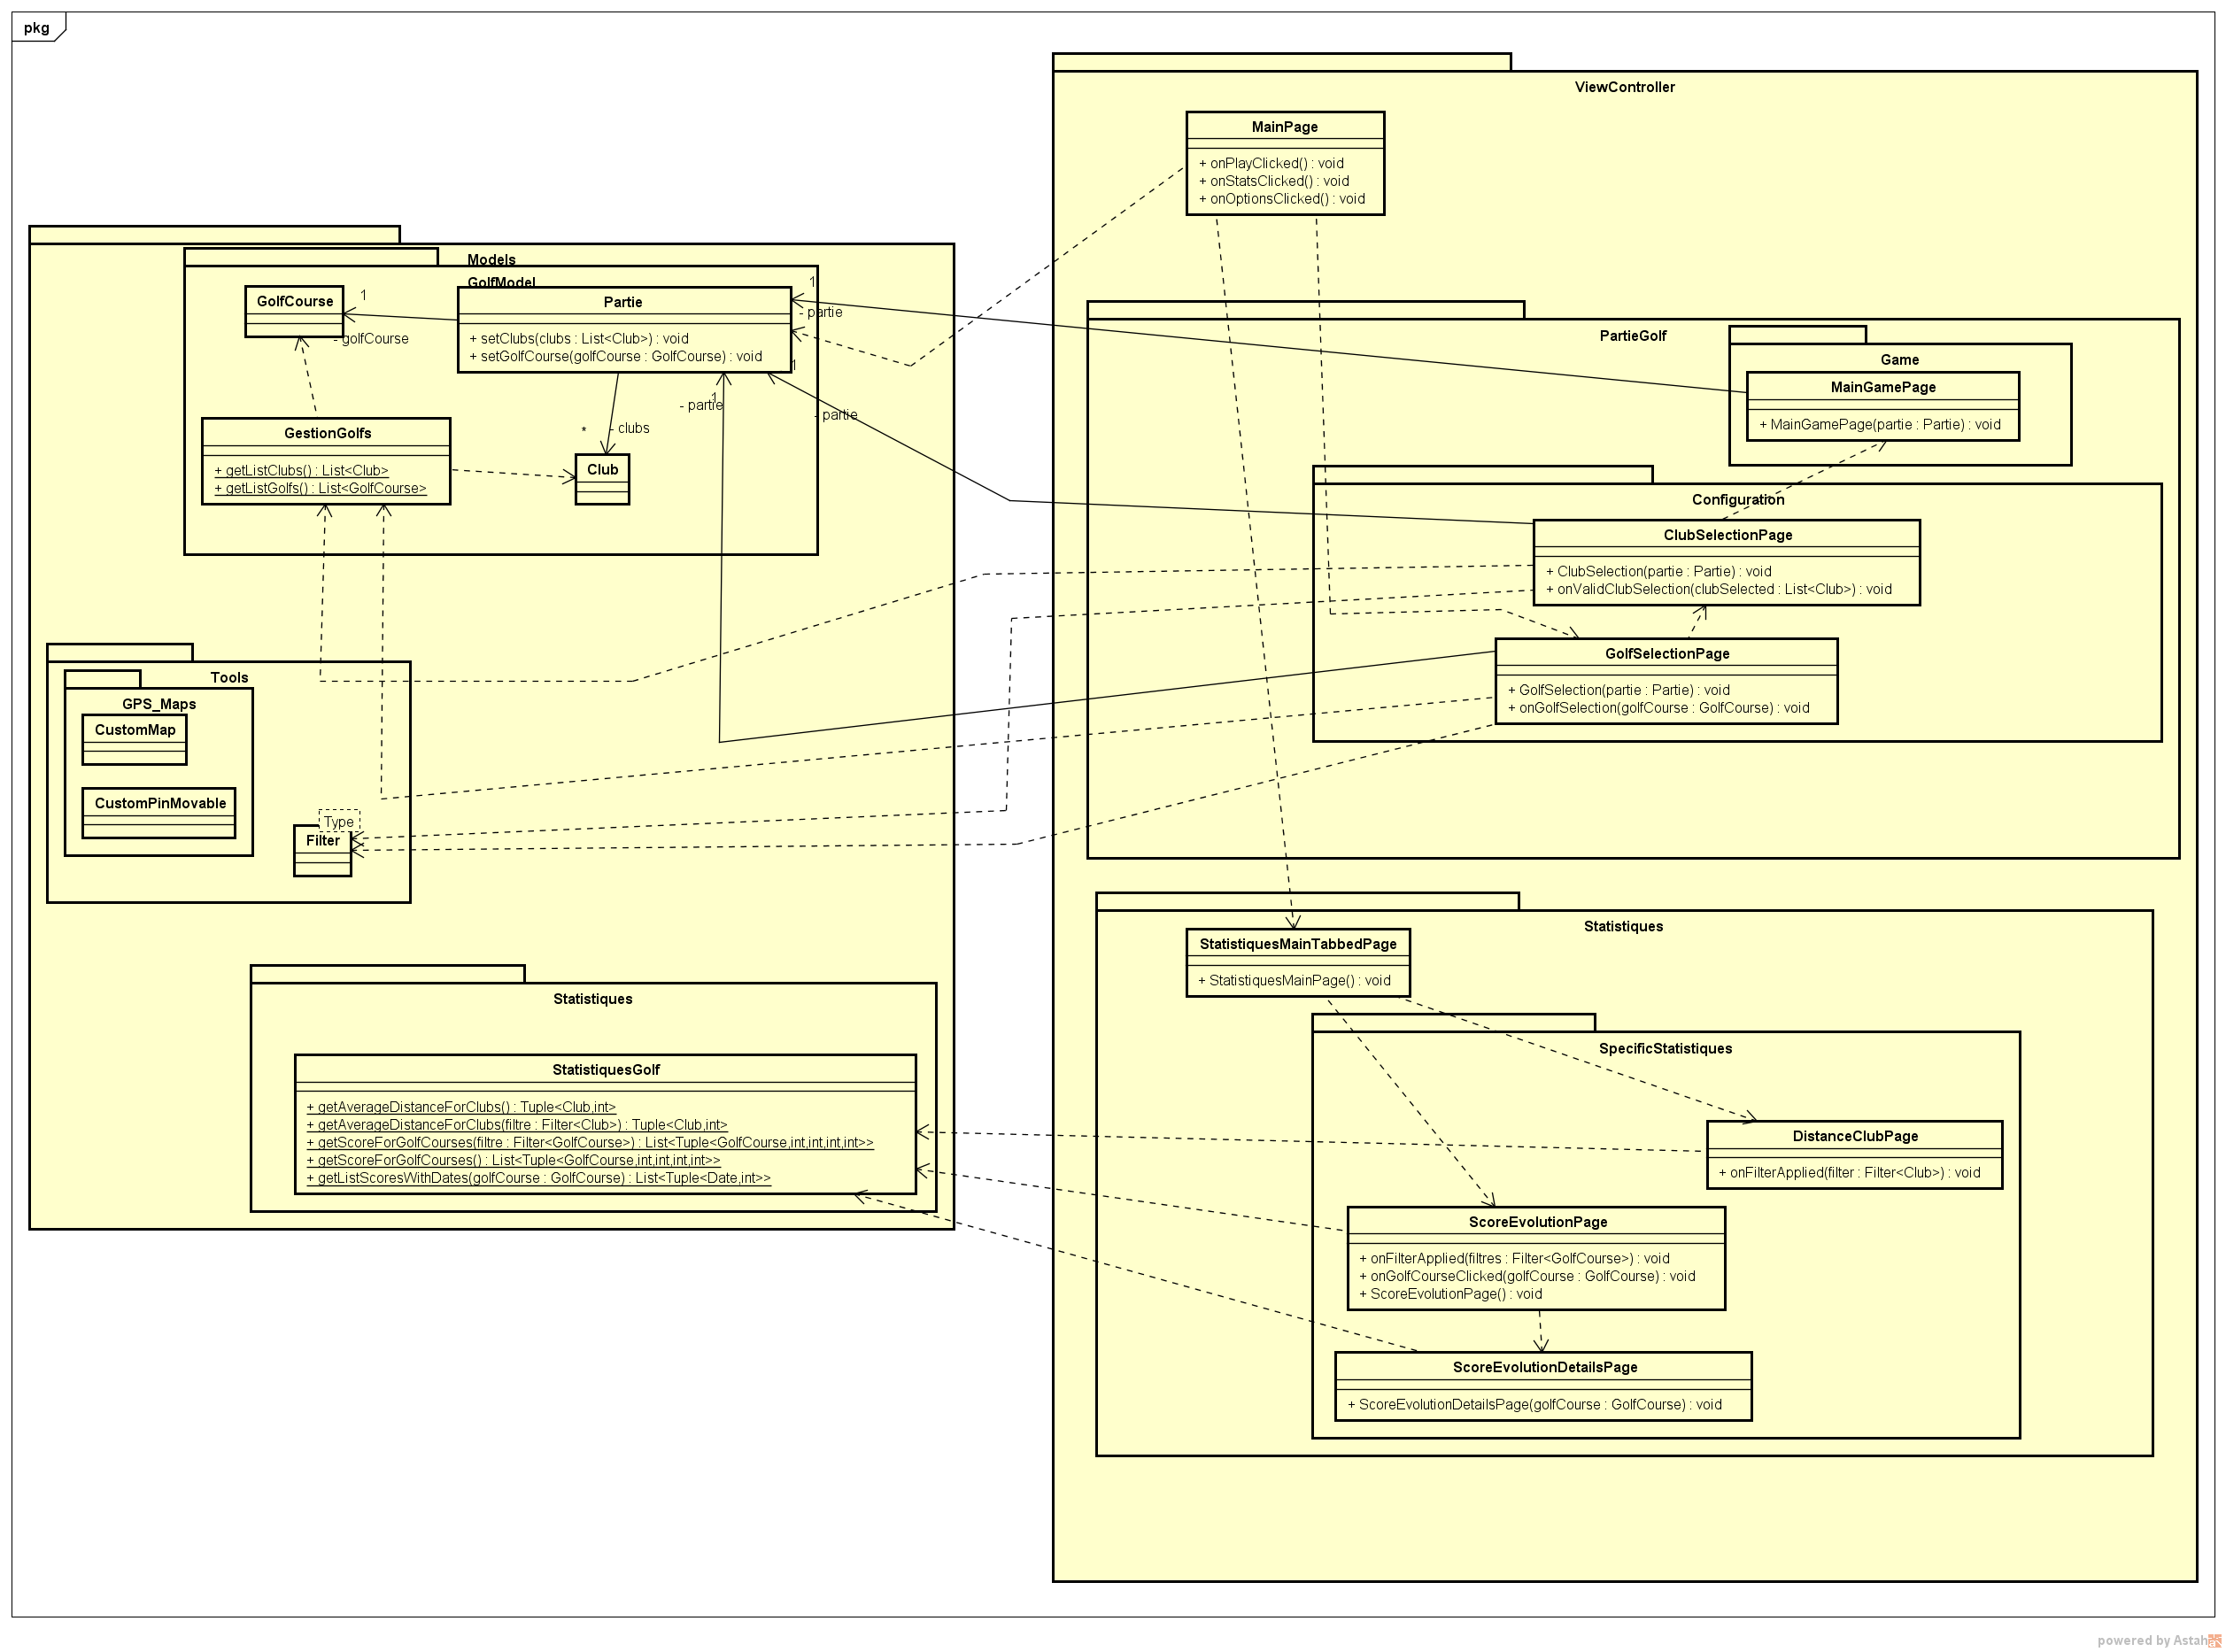 pkg
ViewController
MainPage
+ onPlayClicked() : void
+ onStatsClicked() : void
+ onOptionsClicked() : void
Models
GolfModel
GolfCourse
1
- golfCourse
Partie
+ setClubs(clubs : List<Club>) : void
+ setGolfCourse(golfCourse : GolfCourse) : void
1
- partie
1
- partie
1
- partie
*
- clubs
GestionGolfs
+ getListClubs() : List<Club>
+ getListGolfs() : List<GolfCourse>
Club
PartieGolf
Game
MainGamePage
+ MainGamePage(partie : Partie) : void
Configuration
ClubSelectionPage
+ ClubSelection(partie : Partie) : void
+ onValidClubSelection(clubSelected : List<Club>) : void
GolfSelectionPage
+ GolfSelection(partie : Partie) : void
+ onGolfSelection(golfCourse : GolfCourse) : void
Tools
GPS_Maps
CustomMap
CustomPinMovable
Type
Filter
Statistiques
StatistiquesGolf
+ getAverageDistanceForClubs() : Tuple<Club,int>
+ getAverageDistanceForClubs(filtre : Filter<Club>) : Tuple<Club,int>
+ getScoreForGolfCourses(filtre : Filter<GolfCourse>) : List<Tuple<GolfCourse,int,int,int,int>>
+ getScoreForGolfCourses() : List<Tuple<GolfCourse,int,int,int,int>>
+ getListScoresWithDates(golfCourse : GolfCourse) : List<Tuple<Date,int>>
Statistiques
StatistiquesMainTabbedPage
+ StatistiquesMainPage() : void
SpecificStatistiques
DistanceClubPage
+ onFilterApplied(filter : Filter<Club>) : void
ScoreEvolutionPage
+ onFilterApplied(filtres : Filter<GolfCourse>) : void
+ onGolfCourseClicked(golfCourse : GolfCourse) : void
+ ScoreEvolutionPage() : void
ScoreEvolutionDetailsPage
+ ScoreEvolutionDetailsPage(golfCourse : GolfCourse) : void
powered by Astah